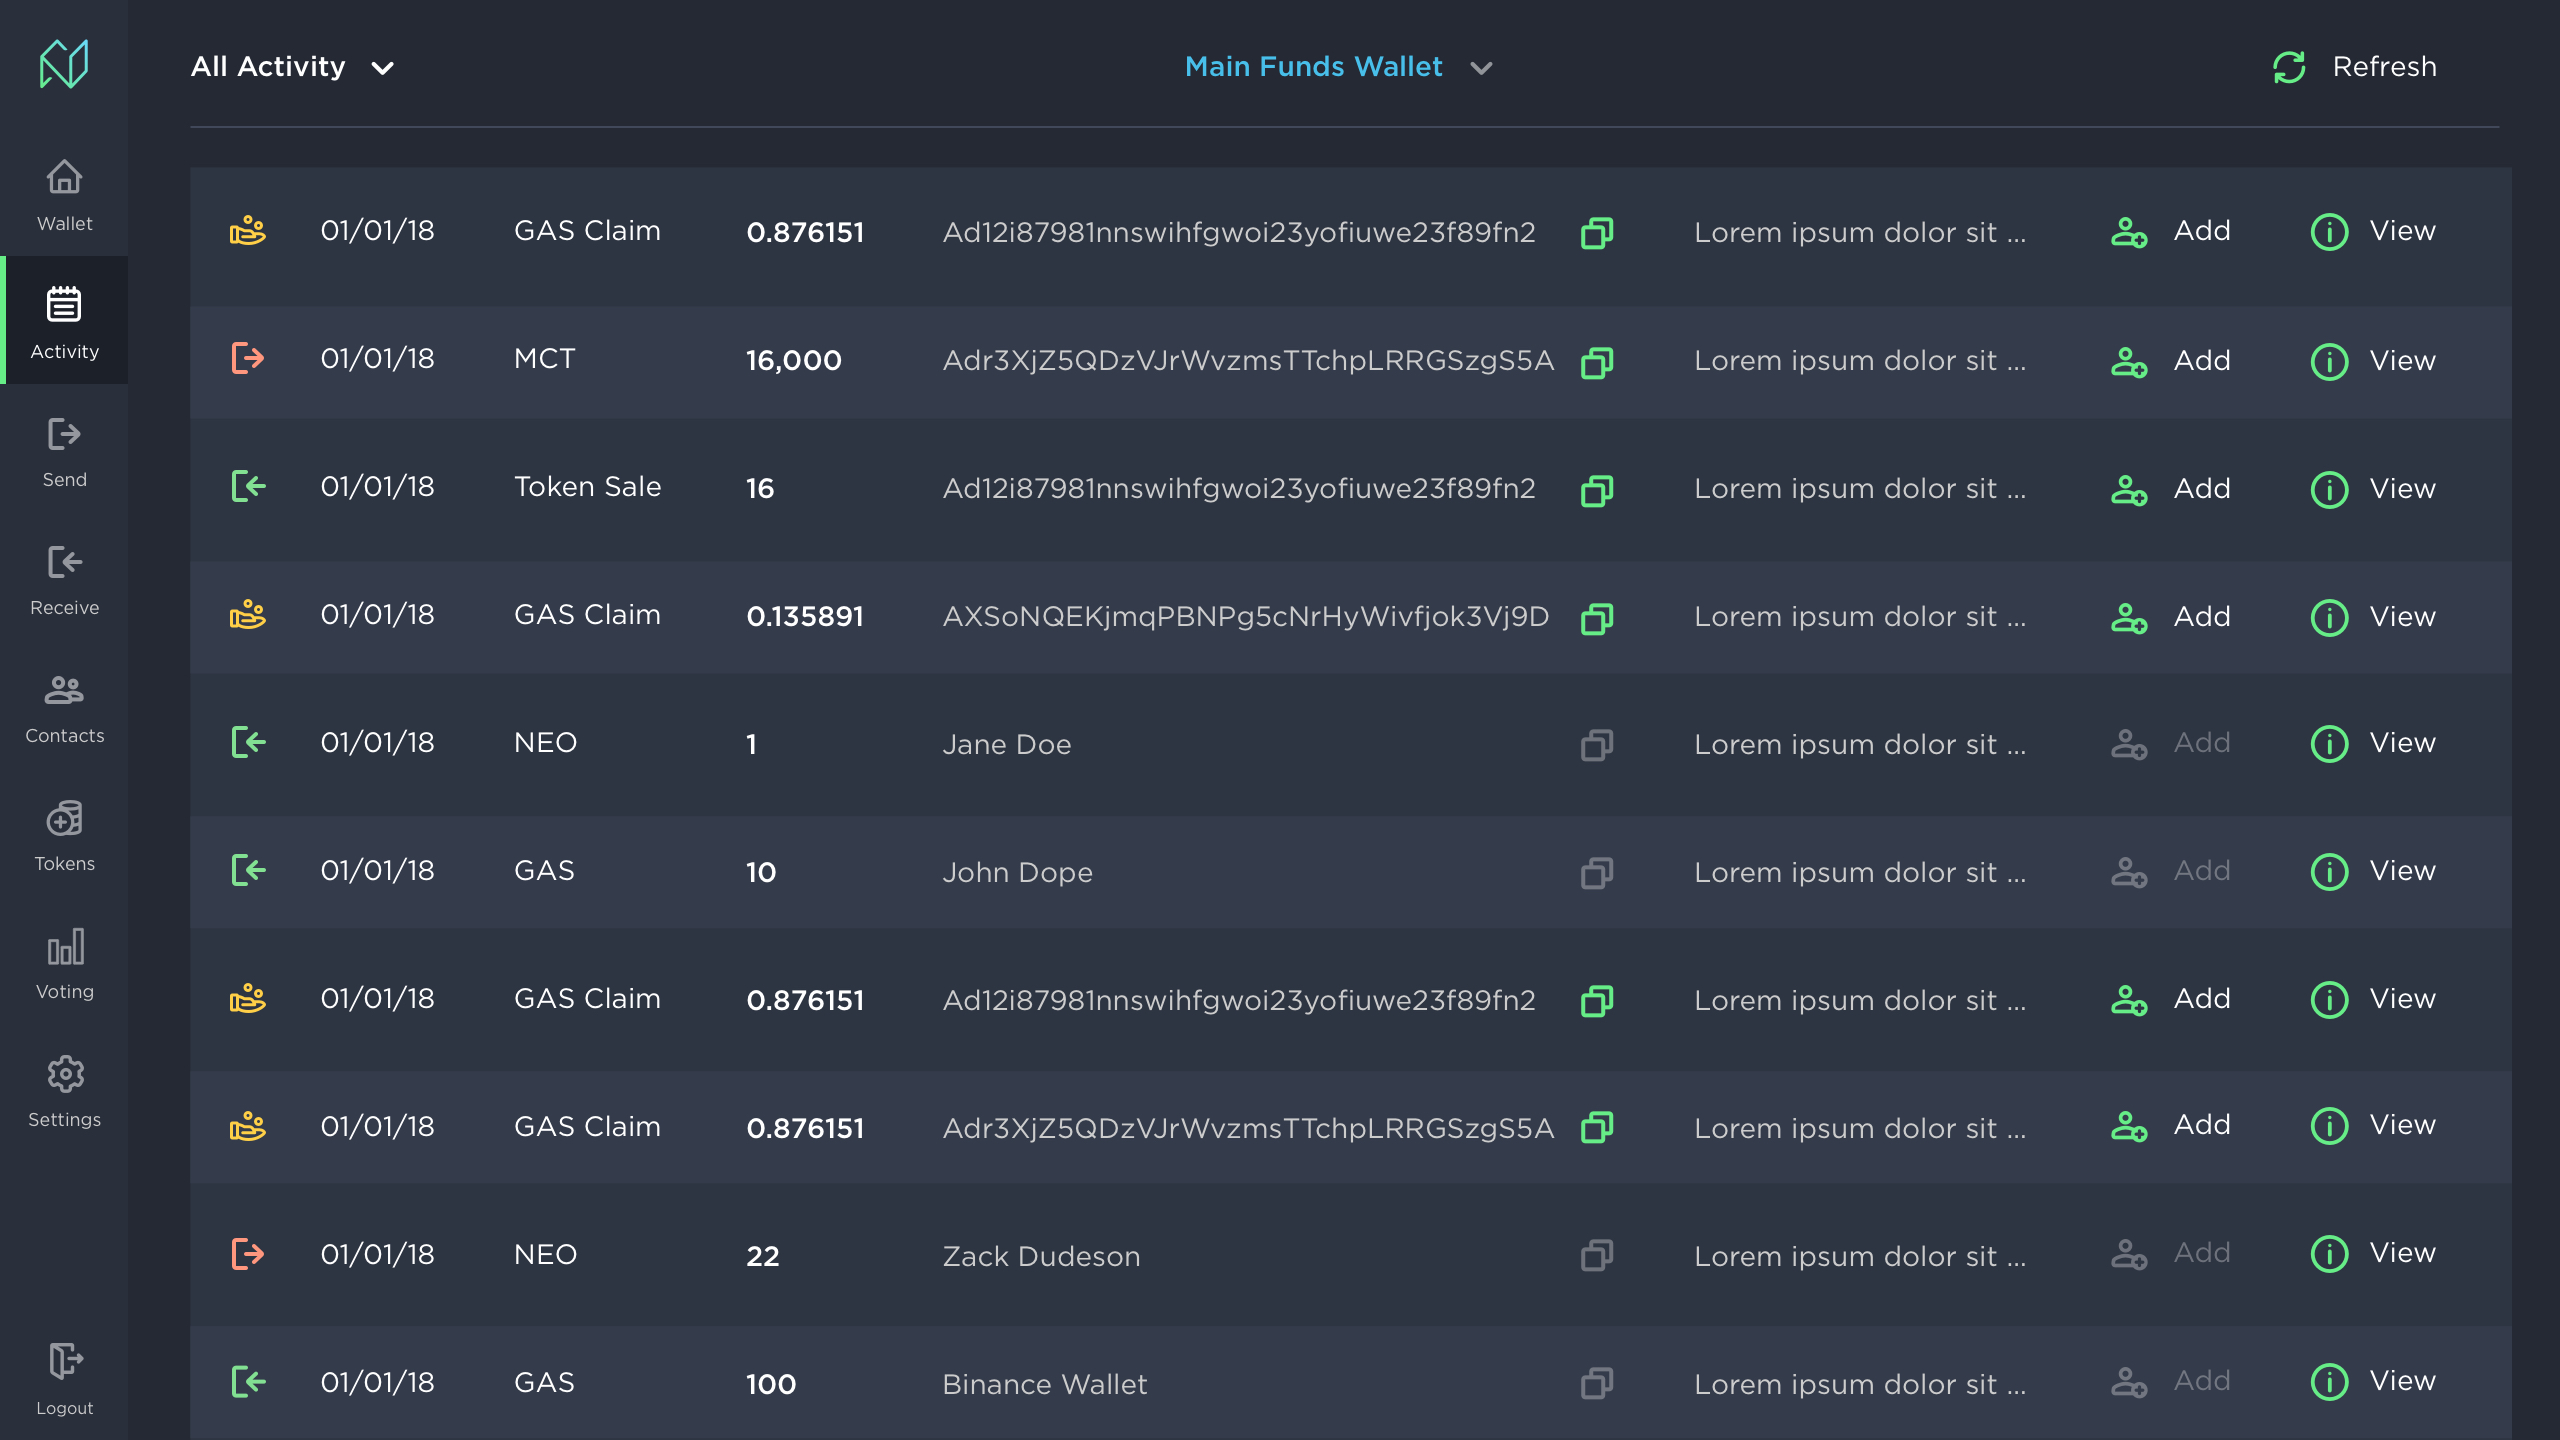 All Activity
Main Funds Wallet
Refresh
Wallet
Activity
Send
Receive
Contacts
Tokens
Voting
Settings
Logout
01/01/18 GAS Claim 0.876151 Ad12i87981nnswihfgwoi23yofiuwe23f89fn2 Lorem ipsum dolor sit ... Add View
01/01/18 MCT 16,000 Adr3XjZ5QDzVJrWvzmsTTchpLRRGSzgS5A Lorem ipsum dolor sit ... Add View
01/01/18 Token Sale 16 Ad12i87981nnswihfgwoi23yofiuwe23f89fn2 Lorem ipsum dolor sit ... Add View
01/01/18 GAS Claim 0.135891 AXSoNQEKjmqPBNPg5cNrHyWivfjok3Vj9D Lorem ipsum dolor sit ... Add View
01/01/18 NEO 1 Jane Doe Lorem ipsum dolor sit ... Add View
01/01/18 GAS 10 John Dope Lorem ipsum dolor sit ... Add View
01/01/18 GAS Claim 0.876151 Ad12i87981nnswihfgwoi23yofiuwe23f89fn2 Lorem ipsum dolor sit ... Add View
01/01/18 GAS Claim 0.876151 Adr3XjZ5QDzVJrWvzmsTTchpLRRGSzgS5A Lorem ipsum dolor sit ... Add View
01/01/18 NEO 22 Zack Dudeson Lorem ipsum dolor sit ... Add View
01/01/18 GAS 100 Binance Wallet Lorem ipsum dolor sit ... Add View